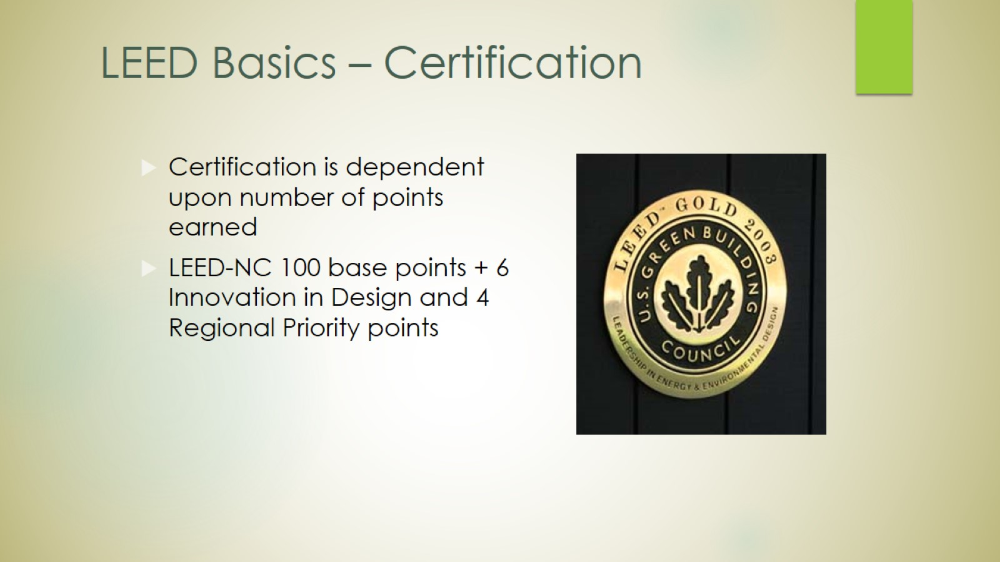 LEED Basics – Certification
Certification is dependent
upon number of points
earned
LEED-NC 100 base points + 6
Innovation in Design and 4
Regional Priority points
LEED™ GOLD 2003
U.S. GREEN BUILDING
COUNCIL
LEADERSHIP IN ENERGY & ENVIRONMENTAL DESIGN